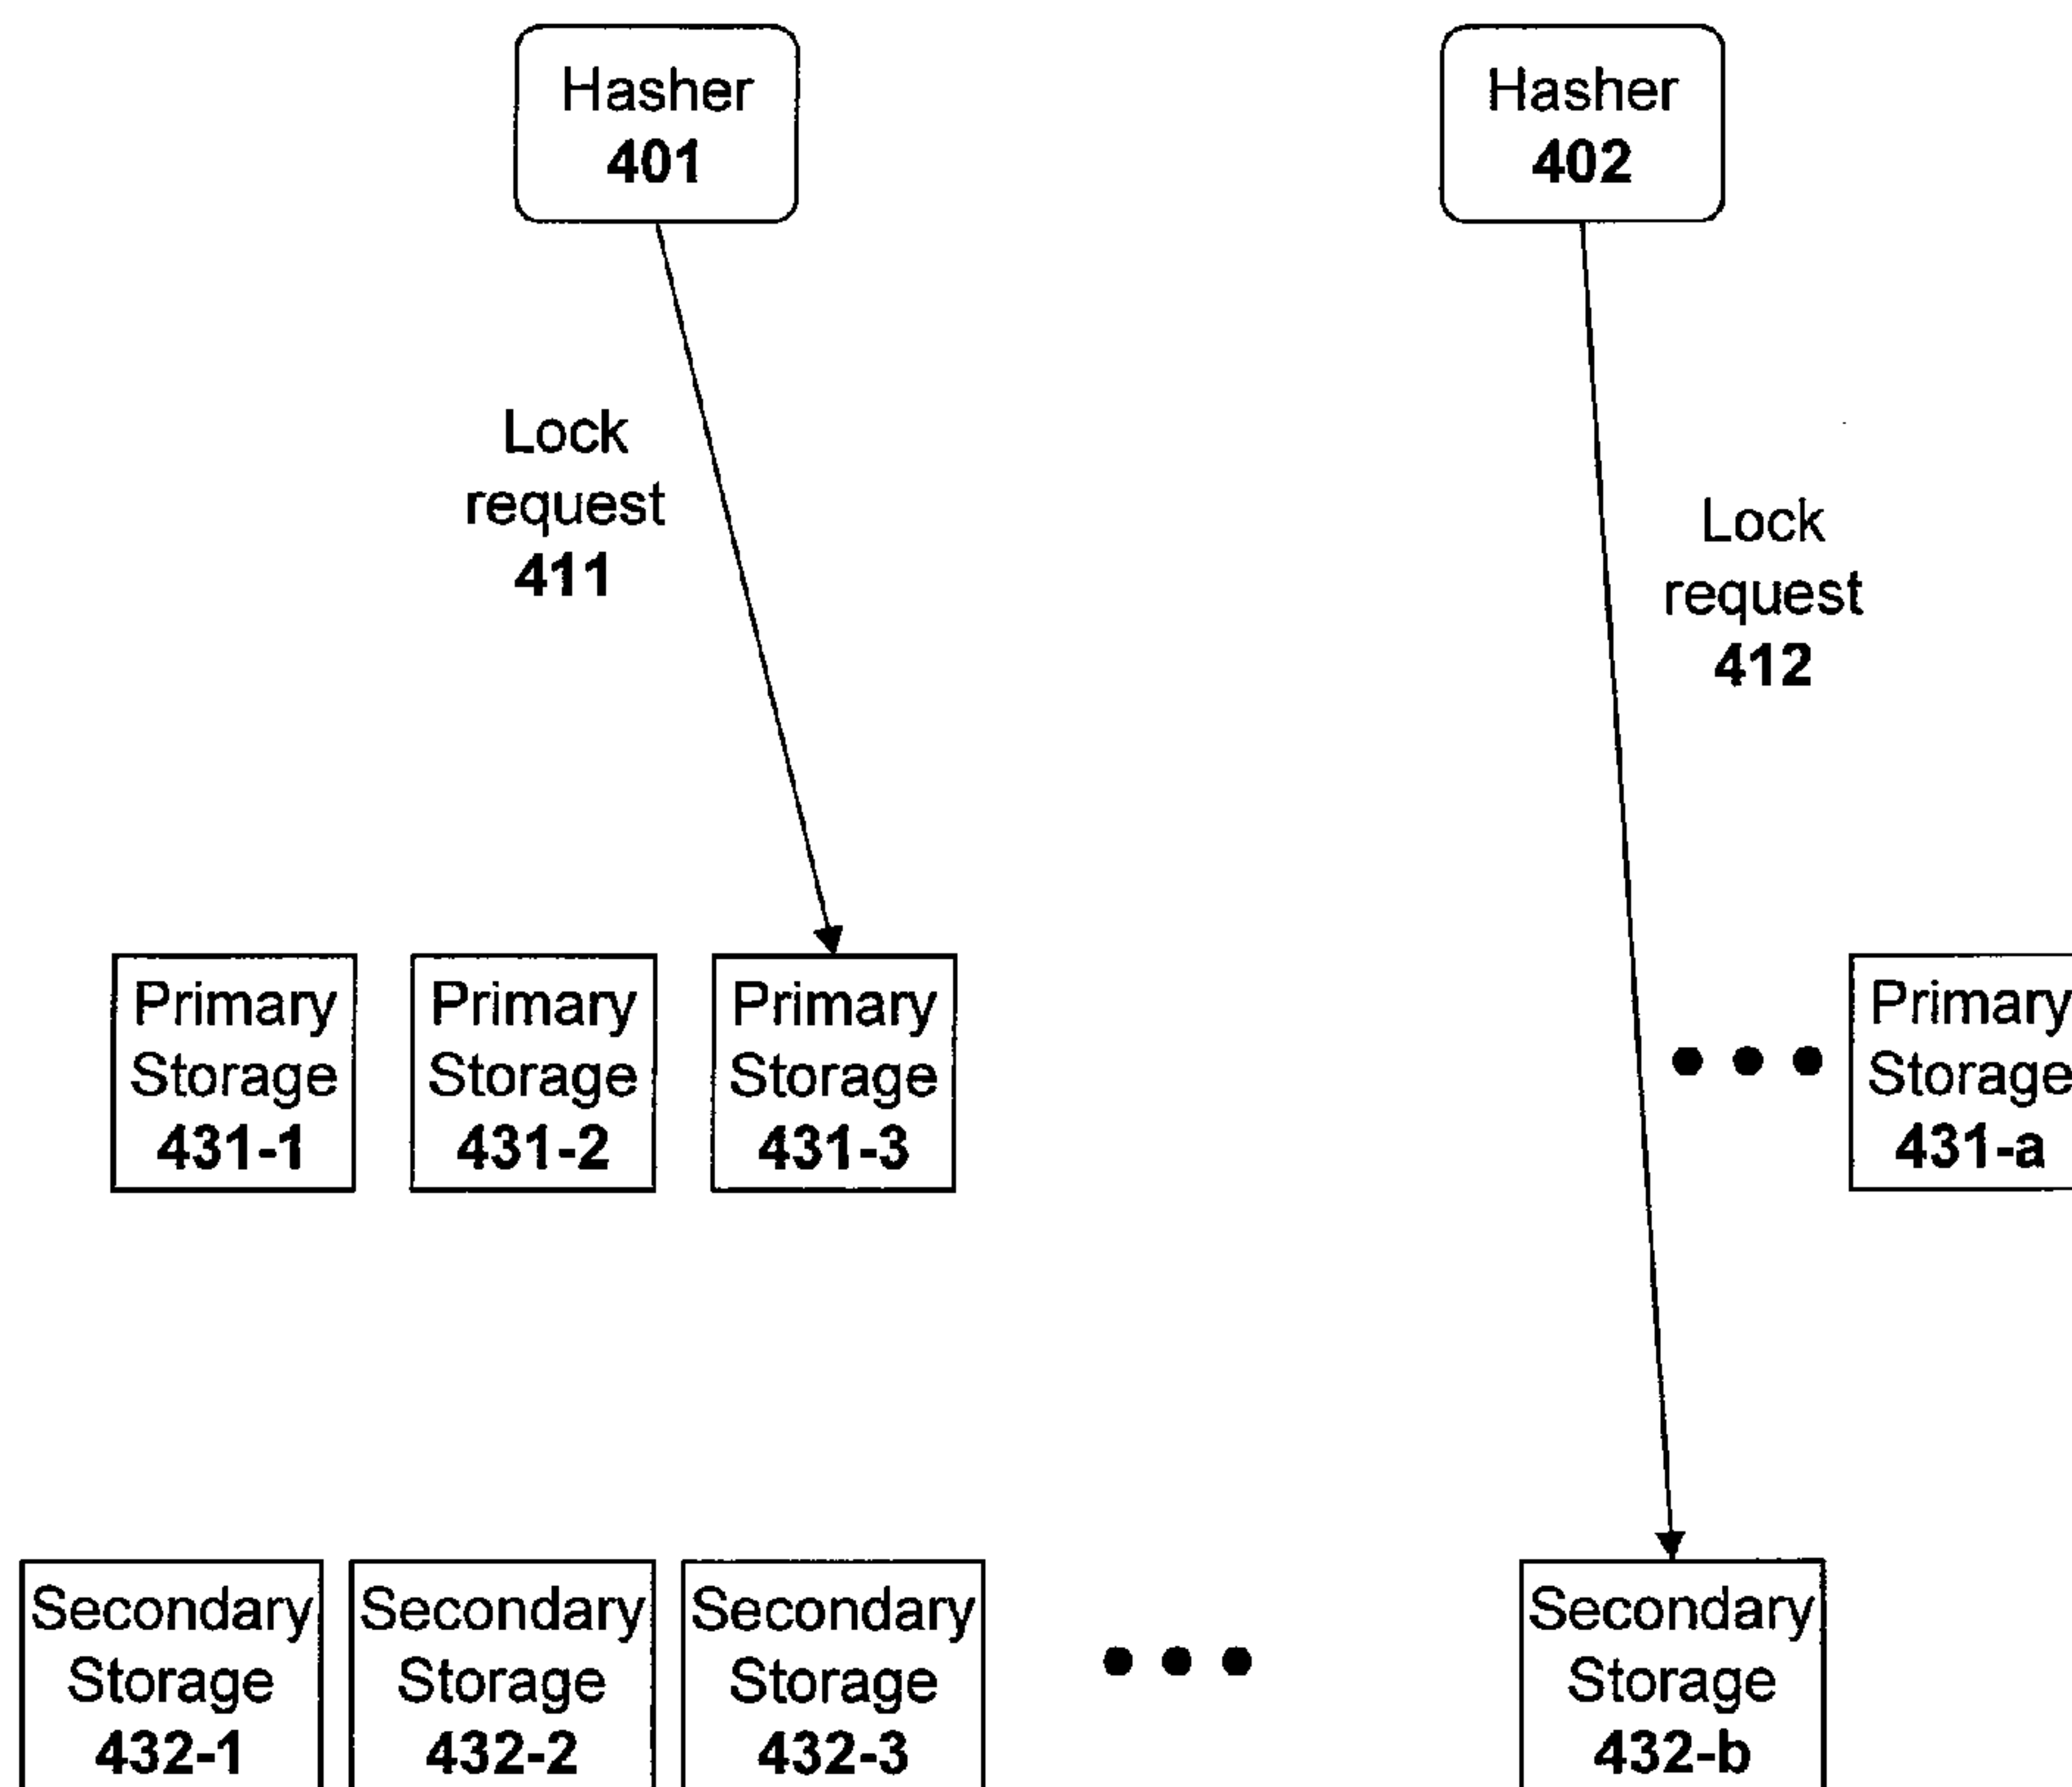 Hasher
401
Hasher
402
Lock
request
411
Lock
request
412
Primary
Storage
431-1
Primary
Storage
431-2
Primary
Storage
431-3
Primary
Storage
431-a
Secondary
Storage
432-1
Secondary
Storage
432-2
Secondary
Storage
432-3
Secondary
Storage
432-b